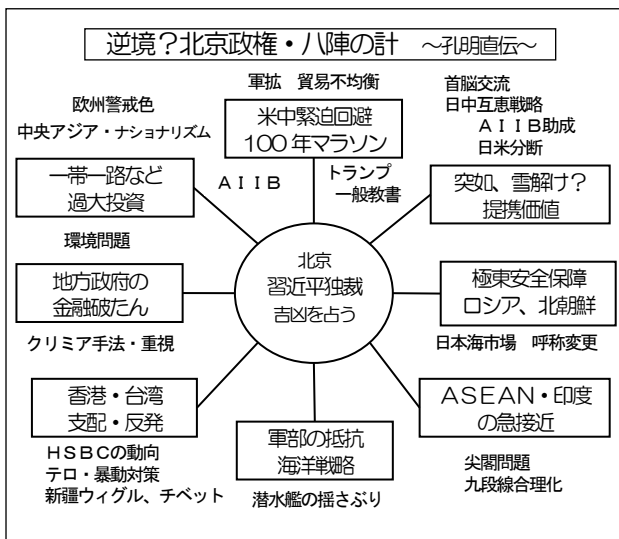 逆境？北京政権・八陣の計　～孔明直伝～
軍拡　貿易不均衡
米中緊迫回避
100年マラソン
トランプ
一般教書
ＡＩＩＢ
欧州警戒色
中央アジア・ナショナリズム
一帯一路など
過大投資
首脳交流
日中互恵戦略
ＡＩＩＢ助成
日米分断
突如、雪解け？
提携価値
環境問題
地方政府の
金融破たん
クリミア手法・重視
北京
習近平独裁
吉凶を占う
極東安全保障
ロシア、北朝鮮
日本海市場　呼称変更
香港・台湾
支配・反発
ＨＳＢＣの動向
テロ・暴動対策
新疆ウィグル、チベット
軍部の抵抗
海洋戦略
潜水艦の揺さぶり
ＡＳＥＡＮ・印度
の急接近
尖閣問題
九段線合理化